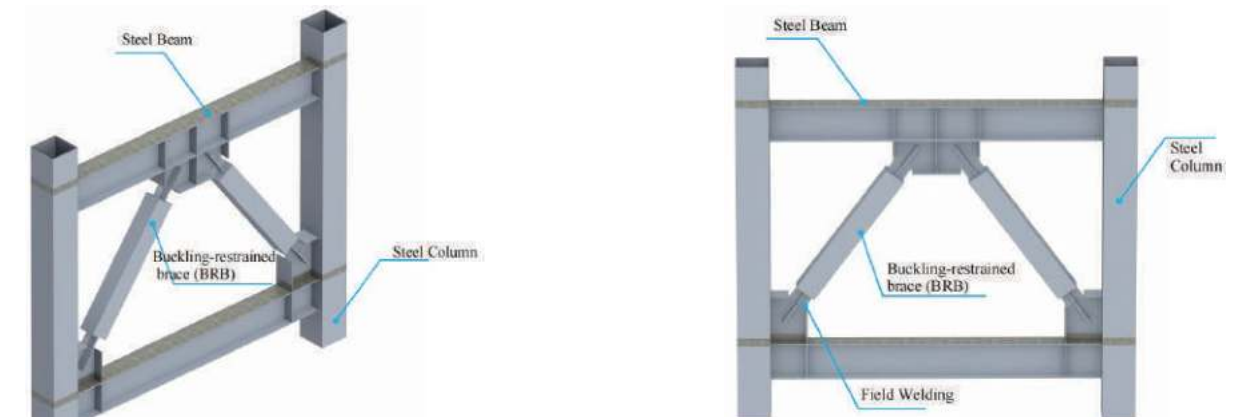 Steel Beam
Buckling-restrained
brace (BRB)
Steel Column
Steel Beam
Steel
Column
Buckling-restrained
brace (BRB)
Field Welding